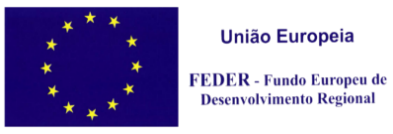 União Europeia
FEDER - Fundo Europeu de
Desenvolvimento Regional